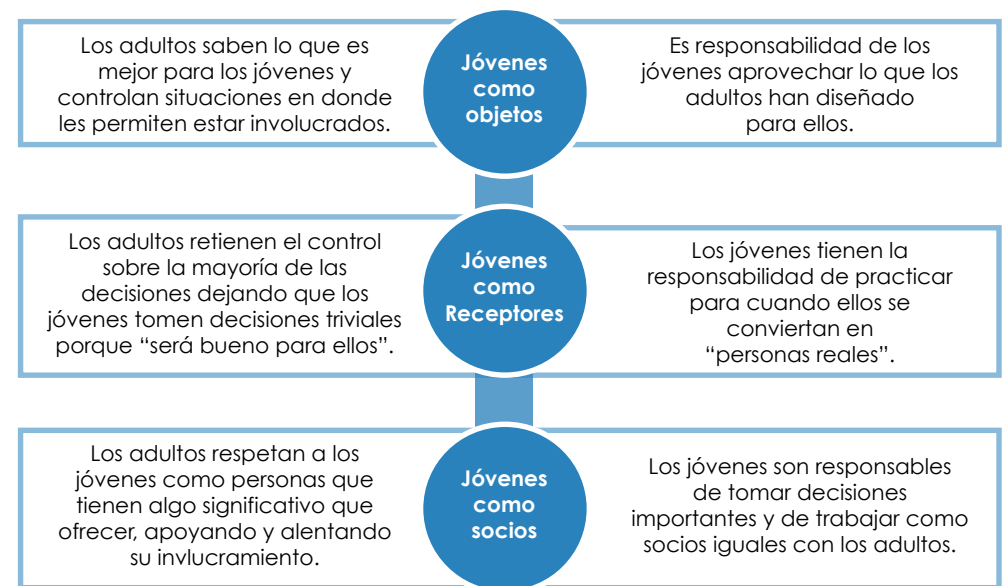 Los adultos saben lo que es
mejor para los jóvenes y
controlan situaciones en donde
les permiten estar involucrados.
Jóvenes
como
objetos
Es responsabilidad de los
jóvenes aprovechar lo que los
adultos han diseñado
para ellos.
Los adultos retienen el control
sobre la mayoría de las
decisiones dejando que los
jóvenes tomen decisiones triviales
porque “será bueno para ellos”.
Jóvenes
como
Receptores
Los jóvenes tienen la
responsabilidad de practicar
para cuando ellos se
conviertan en
“personas reales”.
Los adultos respetan a los
jóvenes como personas que
tienen algo significativo que
ofrecer, apoyando y alentando
su invlucramiento.
Jóvenes
como
socios
Los jóvenes son responsables
de tomar decisiones
importantes y de trabajar como
socios iguales con los adultos.